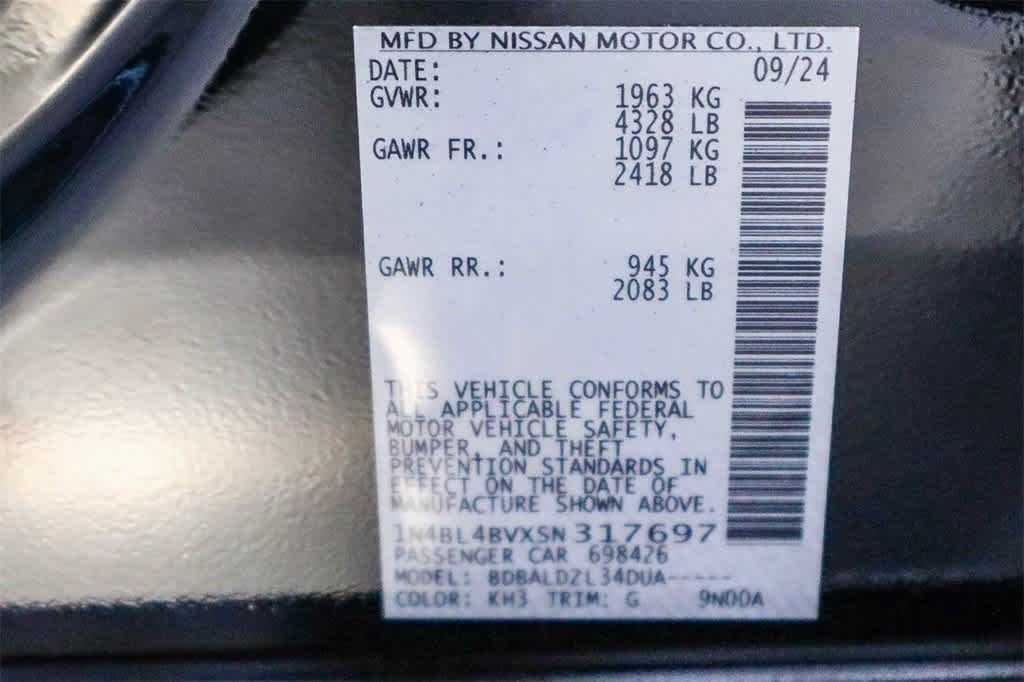 MFD BY NISSAN MOTOR CO., LTD.
DATE: 09/24
GVWR: 1963 KG
4328 LB
GAWR FR.: 1097 KG
2418 LB
GAWR RR.: 945 KG
2083 LB
THIS VEHICLE CONFORMS TO
ALL APPLICABLE FEDERAL
MOTOR VEHICLE SAFETY,
BUMPER, AND THEFT
PREVENTION STANDARDS IN
EFFECT ON THE DATE OF
MANUFACTURE SHOWN ABOVE.
1N4BL4BVXSN317697
PASSENGER CAR 698426
MODEL: BDBALDZL34DUA-----
COLOR: KH3 TRIM: G 9N00A